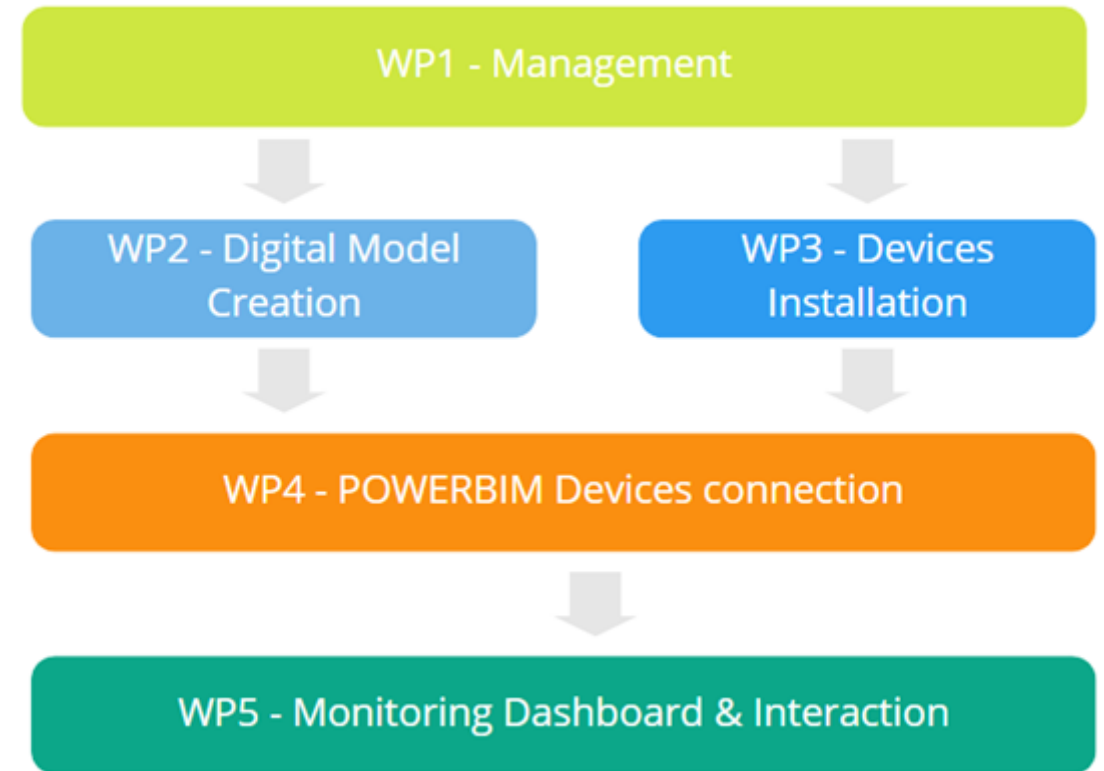 WP1 - Management
WP2 - Digital Model
Creation
WP3 - Devices
Installation
WP4 - POWERBIM Devices connection
WP5 - Monitoring Dashboard & Interaction